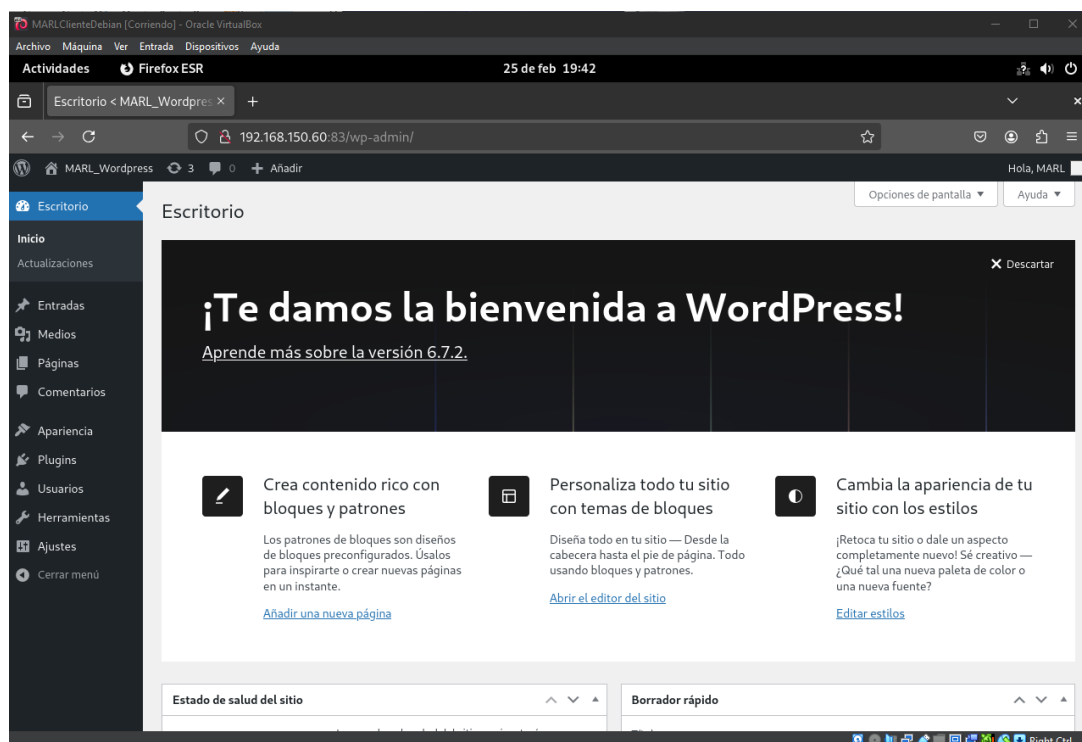 MARLClienteDebian [Corriendo] - Oracle VirtualBox
Archivo Máquina Ver Entrada Dispositivos Ayuda
Actividades Firefox ESR 25 de feb 19:42
Escritorio < MARL_Wordpres
192.168.150.60:83/wp-admin/
MARL_Wordpress 3 0 + Añadir Hola, MARL
Opciones de pantalla ▼ Ayuda ▼
Escritorio
Escritorio
Inicio
Actualizaciones
Entradas
Medios
Páginas
Comentarios
Apariencia
Plugins
Usuarios
Herramientas
Ajustes
Cerrar menú
Descartar
¡Te damos la bienvenida a WordPress!
Aprende más sobre la versión 6.7.2.
Crea contenido rico con
bloques y patrones
Los patrones de bloques son diseños
de bloques preconfigurados. Úsalos
para inspirarte o crear nuevas páginas
en un instante.
Añadir una nueva página
Personaliza todo tu sitio
con temas de bloques
Diseña todo en tu sitio — Desde la
cabecera hasta el pie de página. Todo
usando bloques y patrones.
Abrir el editor del sitio
Cambia la apariencia de tu
sitio con los estilos
¡Retoca tu sitio o dale un aspecto
completamente nuevo! Sé creativo —
¿Qué tal una nueva paleta de color o
una nueva fuente?
Editar estilos
Estado de salud del sitio
Borrador rápido
Right Ctrl